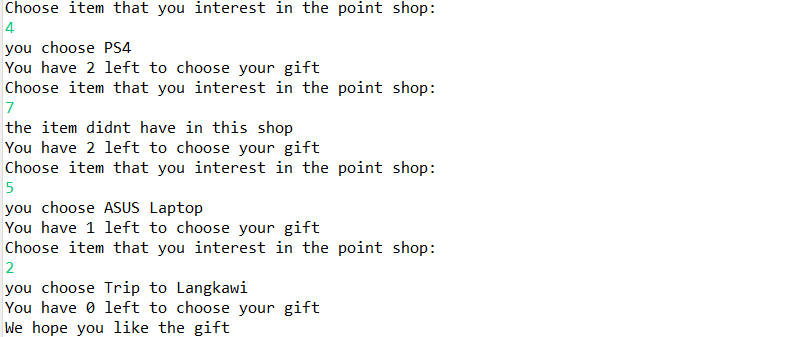 Choose item that you interest in the point shop:
4
you choose PS4
You have 2 left to choose your gift
Choose item that you interest in the point shop:
7
the item didnt have in this shop
You have 2 left to choose your gift
Choose item that you interest in the point shop:
5
you choose ASUS Laptop
You have 1 left to choose your gift
Choose item that you interest in the point shop:
2
you choose Trip to Langkawi
You have 0 left to choose your gift
We hope you like the gift